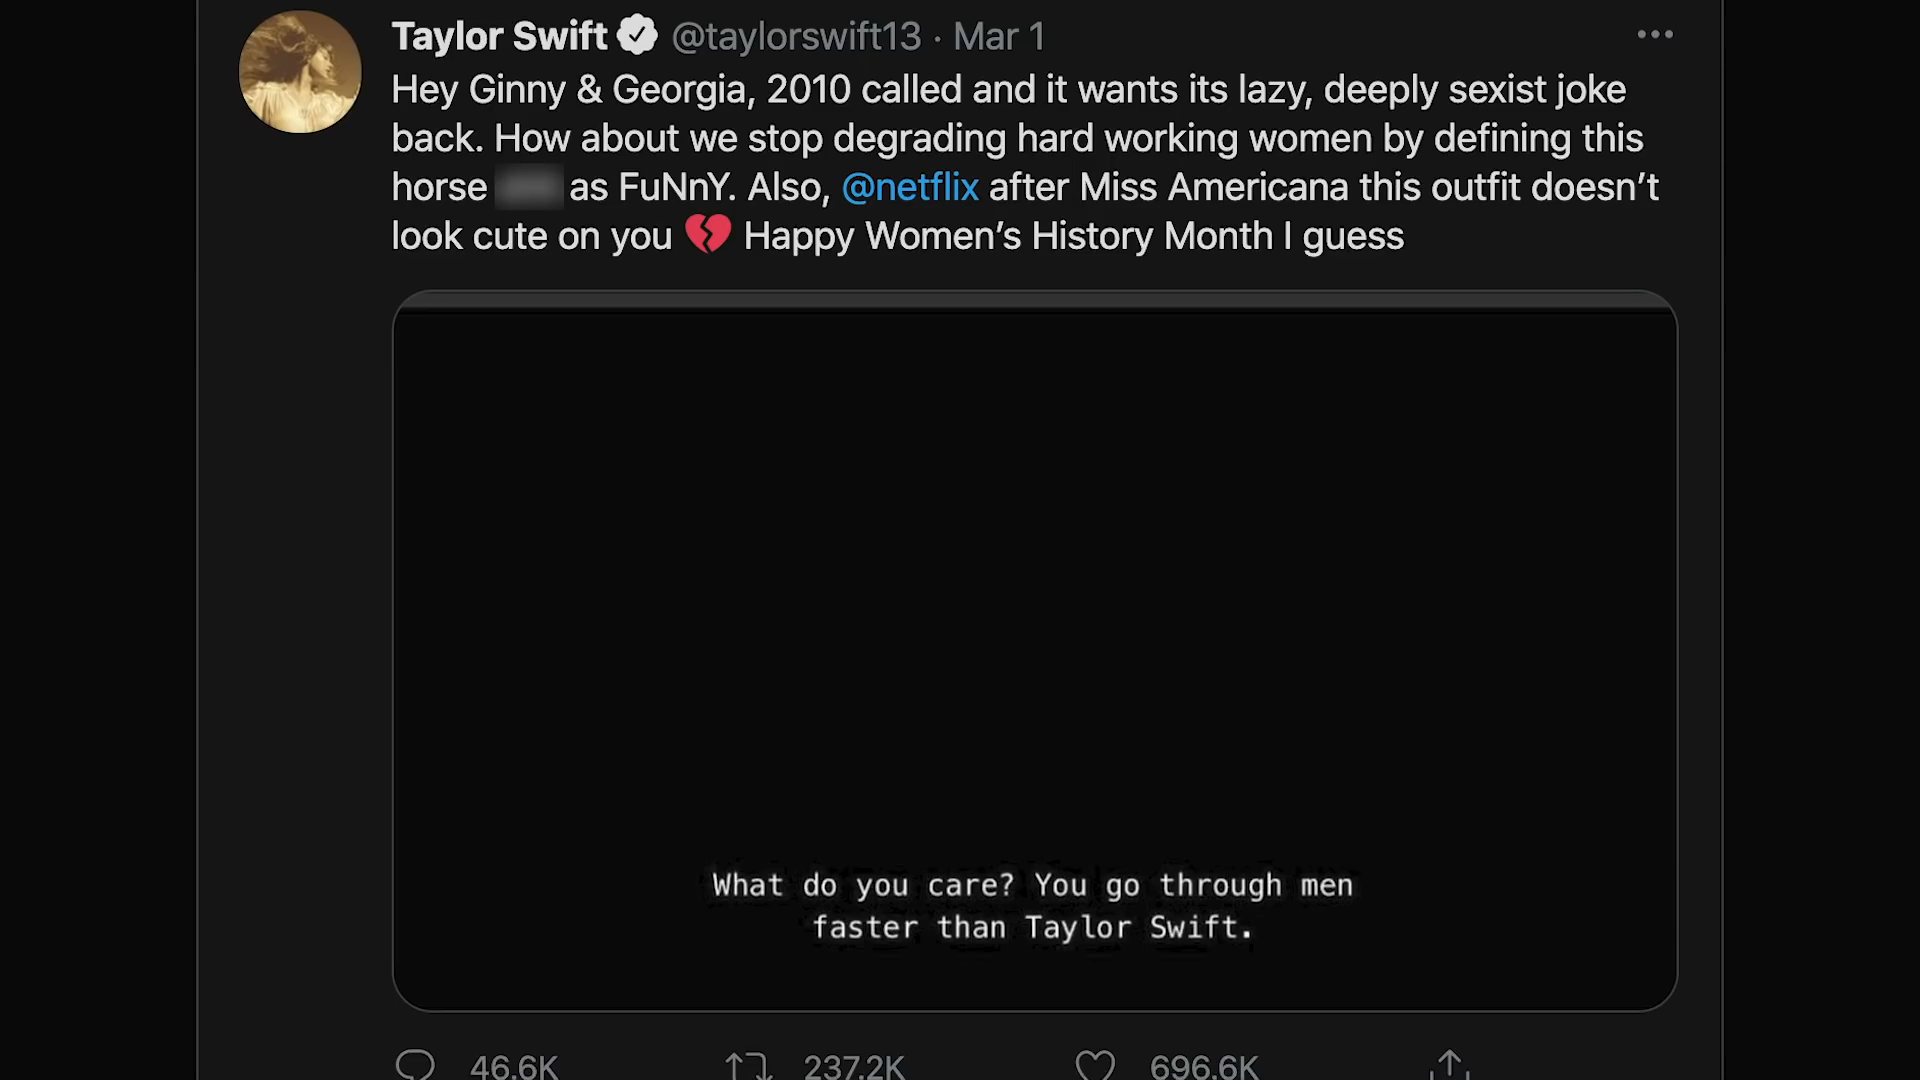 Taylor Swift @taylorswift13 · Mar 1
Hey Ginny & Georgia, 2010 called and it wants its lazy, deeply sexist joke
back. How about we stop degrading hard working women by defining this
horse as FuNnY. Also, @netflix after Miss Americana this outfit doesn’t
look cute on you 💔 Happy Women’s History Month I guess
What do you care? You go through men
faster than Taylor Swift.
46.6K 237.2K 696.6K